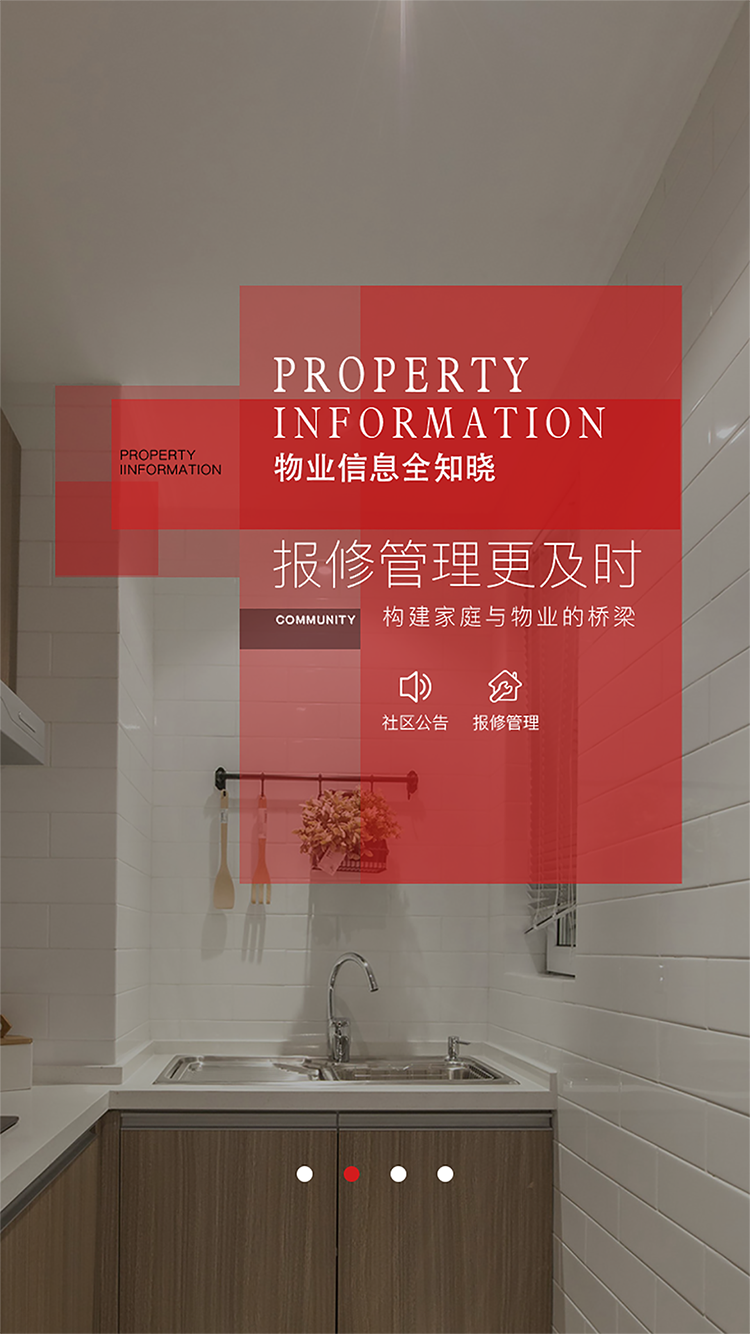 PROPERTY
INFORMATION
物业信息全知晓
PROPERTY
IINFORMATION
报修管理更及时
COMMUNITY
构建家庭与物业的桥梁
社区公告
报修管理